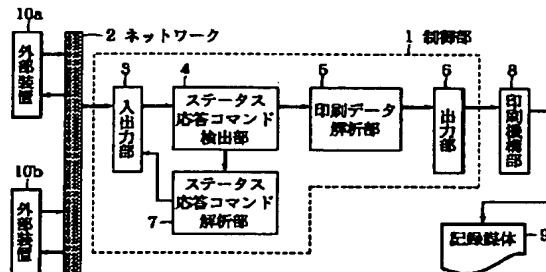 10a
外部装置
2 ネットワーク
1 制御部
3
入出力部
4
ステータス
応答コマンド
検出部
5
印刷データ
解析部
6
出力部
8
印刷機構部
10b
外部装置
7
ステータス
応答コマンド
解析部
記録媒体
9